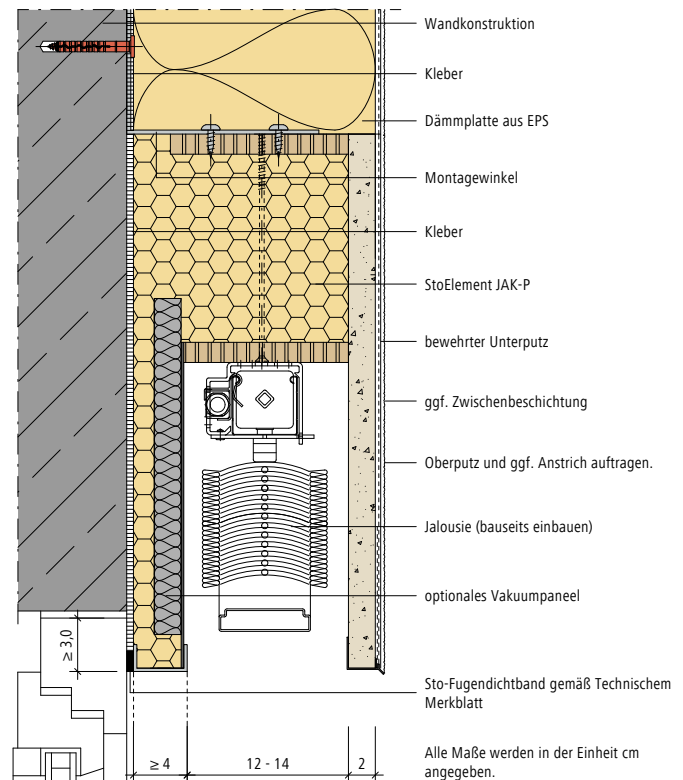 Wandkonstruktion
Kleber
Dämmplatte aus EPS
Montagewinkel
Kleber
StoElement JAK-P
bewehrter Unterputz
ggf. Zwischenbeschichtung
Oberputz und ggf. Anstrich auftragen.
Jalousie (bauseits einbauen)
optionales Vakuumpaneel
≥ 3,0
Sto-Fugendichtband gemäß Technischem
Merkblatt
≥ 4
12 - 14
2
Alle Maße werden in der Einheit cm
angegeben.